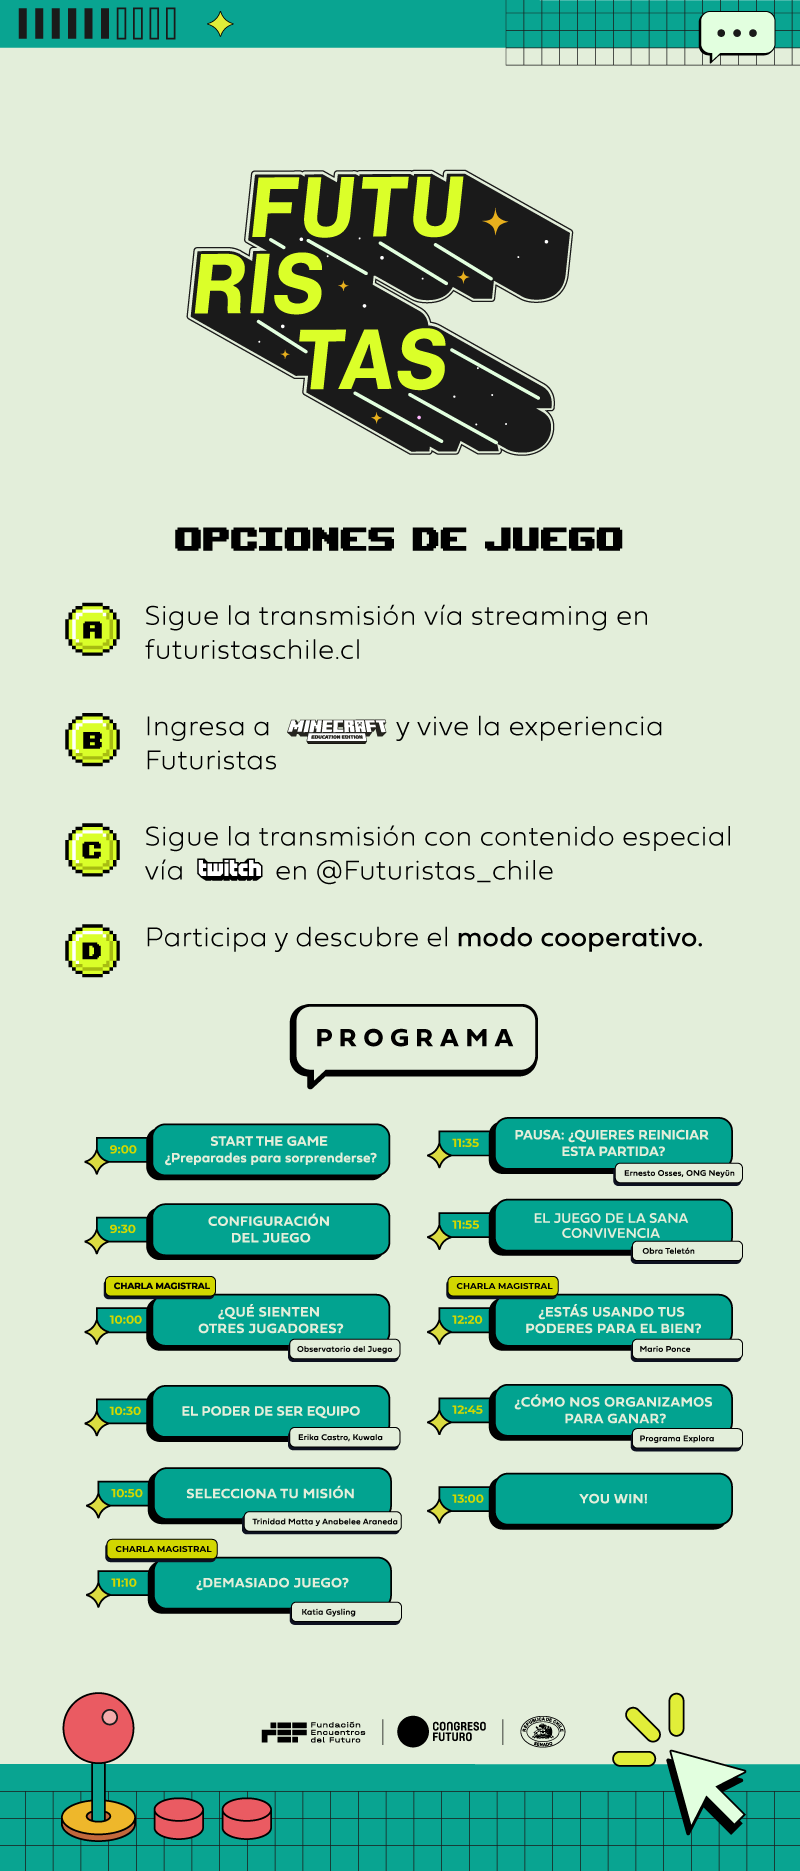 FUTU
RIS
TAS
OPCIONES DE JUEGO
A
Sigue la transmisión vía streaming en
futuristaschile.cl
B
Ingresa a MINECRAFT EDUCATION EDITION y vive la experiencia
Futuristas
C
Sigue la transmisión con contenido especial
vía twitch en @Futuristas_chile
D
Participa y descubre el modo cooperativo.
PROGRAMA
9:00
START THE GAME
¿Preparades para sorprenderse?
9:30
CONFIGURACIÓN
DEL JUEGO
CHARLA MAGISTRAL
10:00
¿QUÉ SIENTEN
OTRES JUGADORES?
Observatorio del Juego
10:30
EL PODER DE SER EQUIPO
Erika Castro, Kuwala
10:50
SELECCIONA TU MISIÓN
Trinidad Matta y Anabelee Araneda
CHARLA MAGISTRAL
11:10
¿DEMASIADO JUEGO?
Katia Gysling
11:35
PAUSA: ¿QUIERES REINICIAR
ESTA PARTIDA?
Ernesto Osses, ONG Neyün
11:55
EL JUEGO DE LA SANA
CONVIVENCIA
Obra Teletón
CHARLA MAGISTRAL
12:20
¿ESTÁS USANDO TUS
PODERES PARA EL BIEN?
Mario Ponce
12:45
¿CÓMO NOS ORGANIZAMOS
PARA GANAR?
Programa Explora
13:00
YOU WIN!
Fundación
Encuentros
del Futuro
CONGRESO
FUTURO
REPUBLICA DE CHILE
SENADO